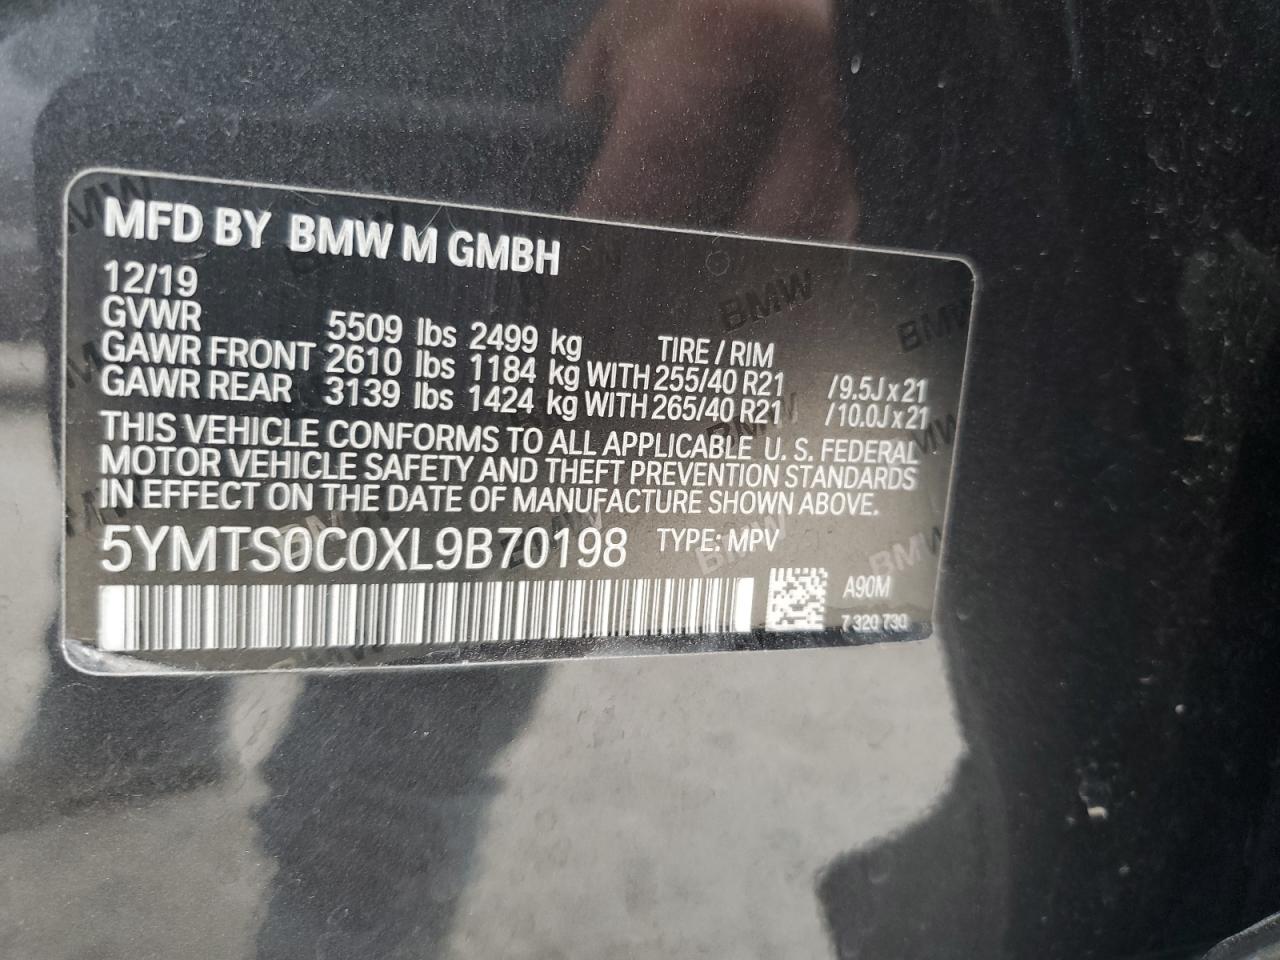 MFD BY BMW M GMBH
12/19
GVWR 5509 lbs 2499 kg TIRE / RIM
GAWR FRONT 2610 lbs 1184 kg WITH 255/40 R21 /9.5J x 21
GAWR REAR 3139 lbs 1424 kg WITH 265/40 R21 /10.0J x 21
THIS VEHICLE CONFORMS TO ALL APPLICABLE U. S. FEDERAL
MOTOR VEHICLE SAFETY AND THEFT PREVENTION STANDARDS
IN EFFECT ON THE DATE OF MANUFACTURE SHOWN ABOVE.
5YMTS0C0XL9B70198 TYPE: MPV
A90M
7 320 730